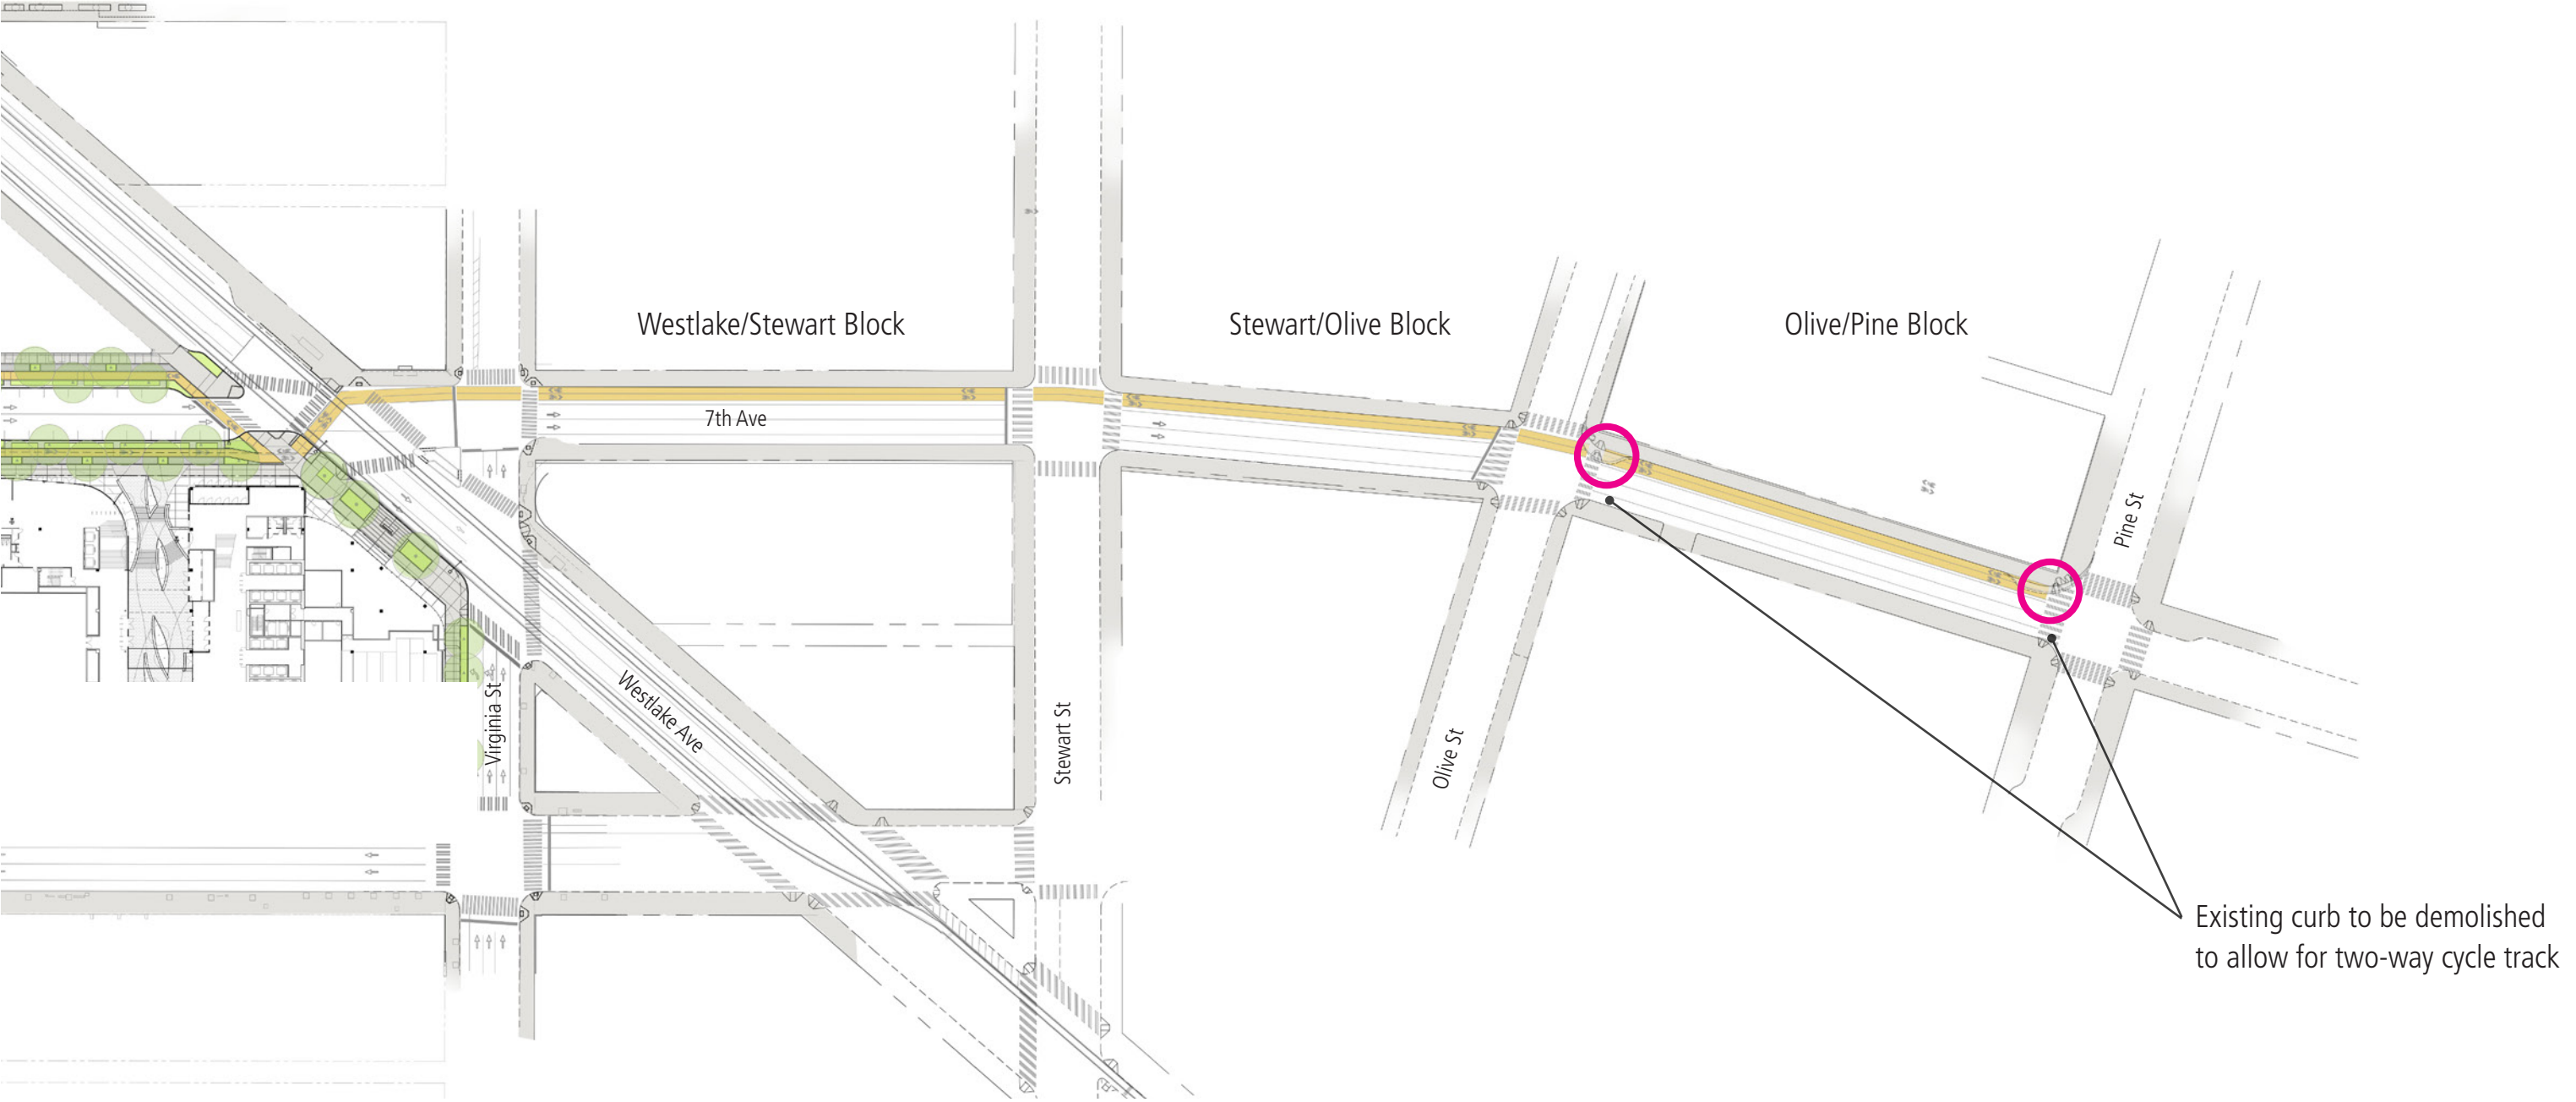 Westlake/Stewart Block
Stewart/Olive Block
Olive/Pine Block
7th Ave
Pine St
Virginia St
Westlake Ave
Stewart St
Olive St
Existing curb to be demolished
to allow for two-way cycle track